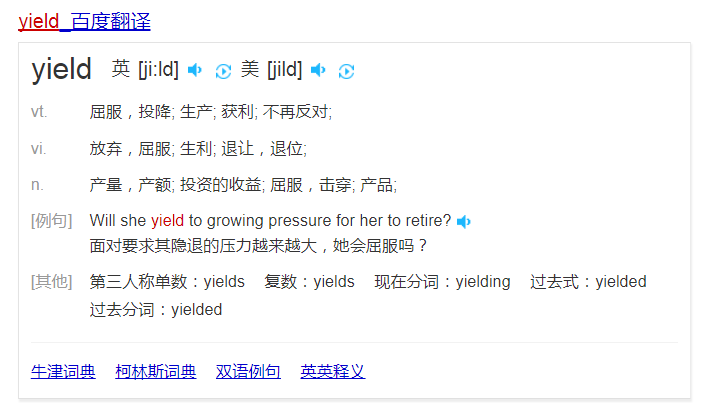 yield_百度翻译
yield 英 [ji:ld] 美 [jild]
vt. 屈服，投降; 生产; 获利; 不再反对;
vi. 放弃，屈服; 生利; 退让，退位;
n. 产量，产额; 投资的收益; 屈服，击穿; 产品;
[例句] Will she yield to growing pressure for her to retire?
面对要求其隐退的压力越来越大，她会屈服吗？
[其他] 第三人称单数：yields 复数：yields 现在分词：yielding 过去式：yielded
过去分词：yielded
牛津词典 柯林斯词典 双语例句 英英释义